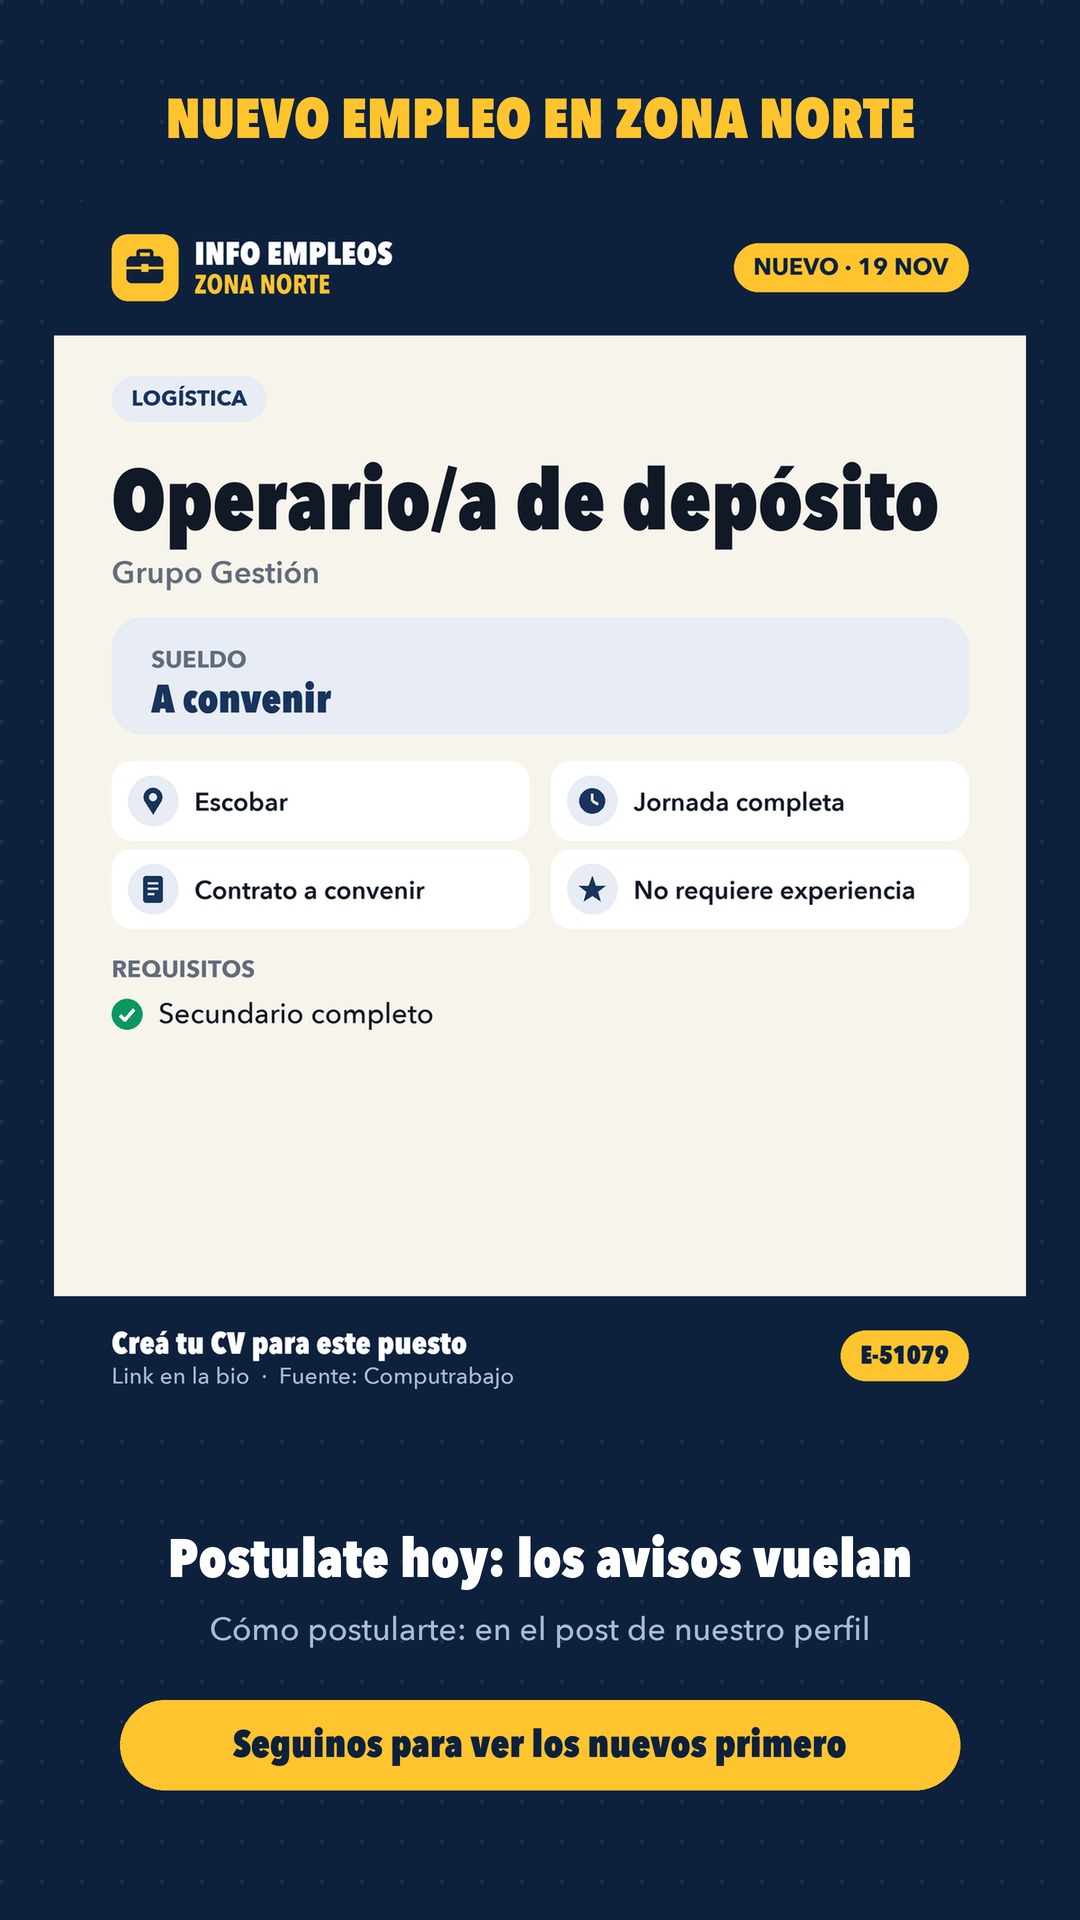 NUEVO EMPLEO EN ZONA NORTE
INFO EMPLEOS
ZONA NORTE
NUEVO · 19 NOV
LOGÍSTICA
Operario/a de depósito
Grupo Gestión
SUELDO
A convenir
Escobar
Jornada completa
Contrato a convenir
No requiere experiencia
REQUISITOS
Secundario completo
Creá tu CV para este puesto
Link en la bio · Fuente: Computrabajo
E-51079
Postulate hoy: los avisos vuelan
Cómo postularte: en el post de nuestro perfil
Seguinos para ver los nuevos primero